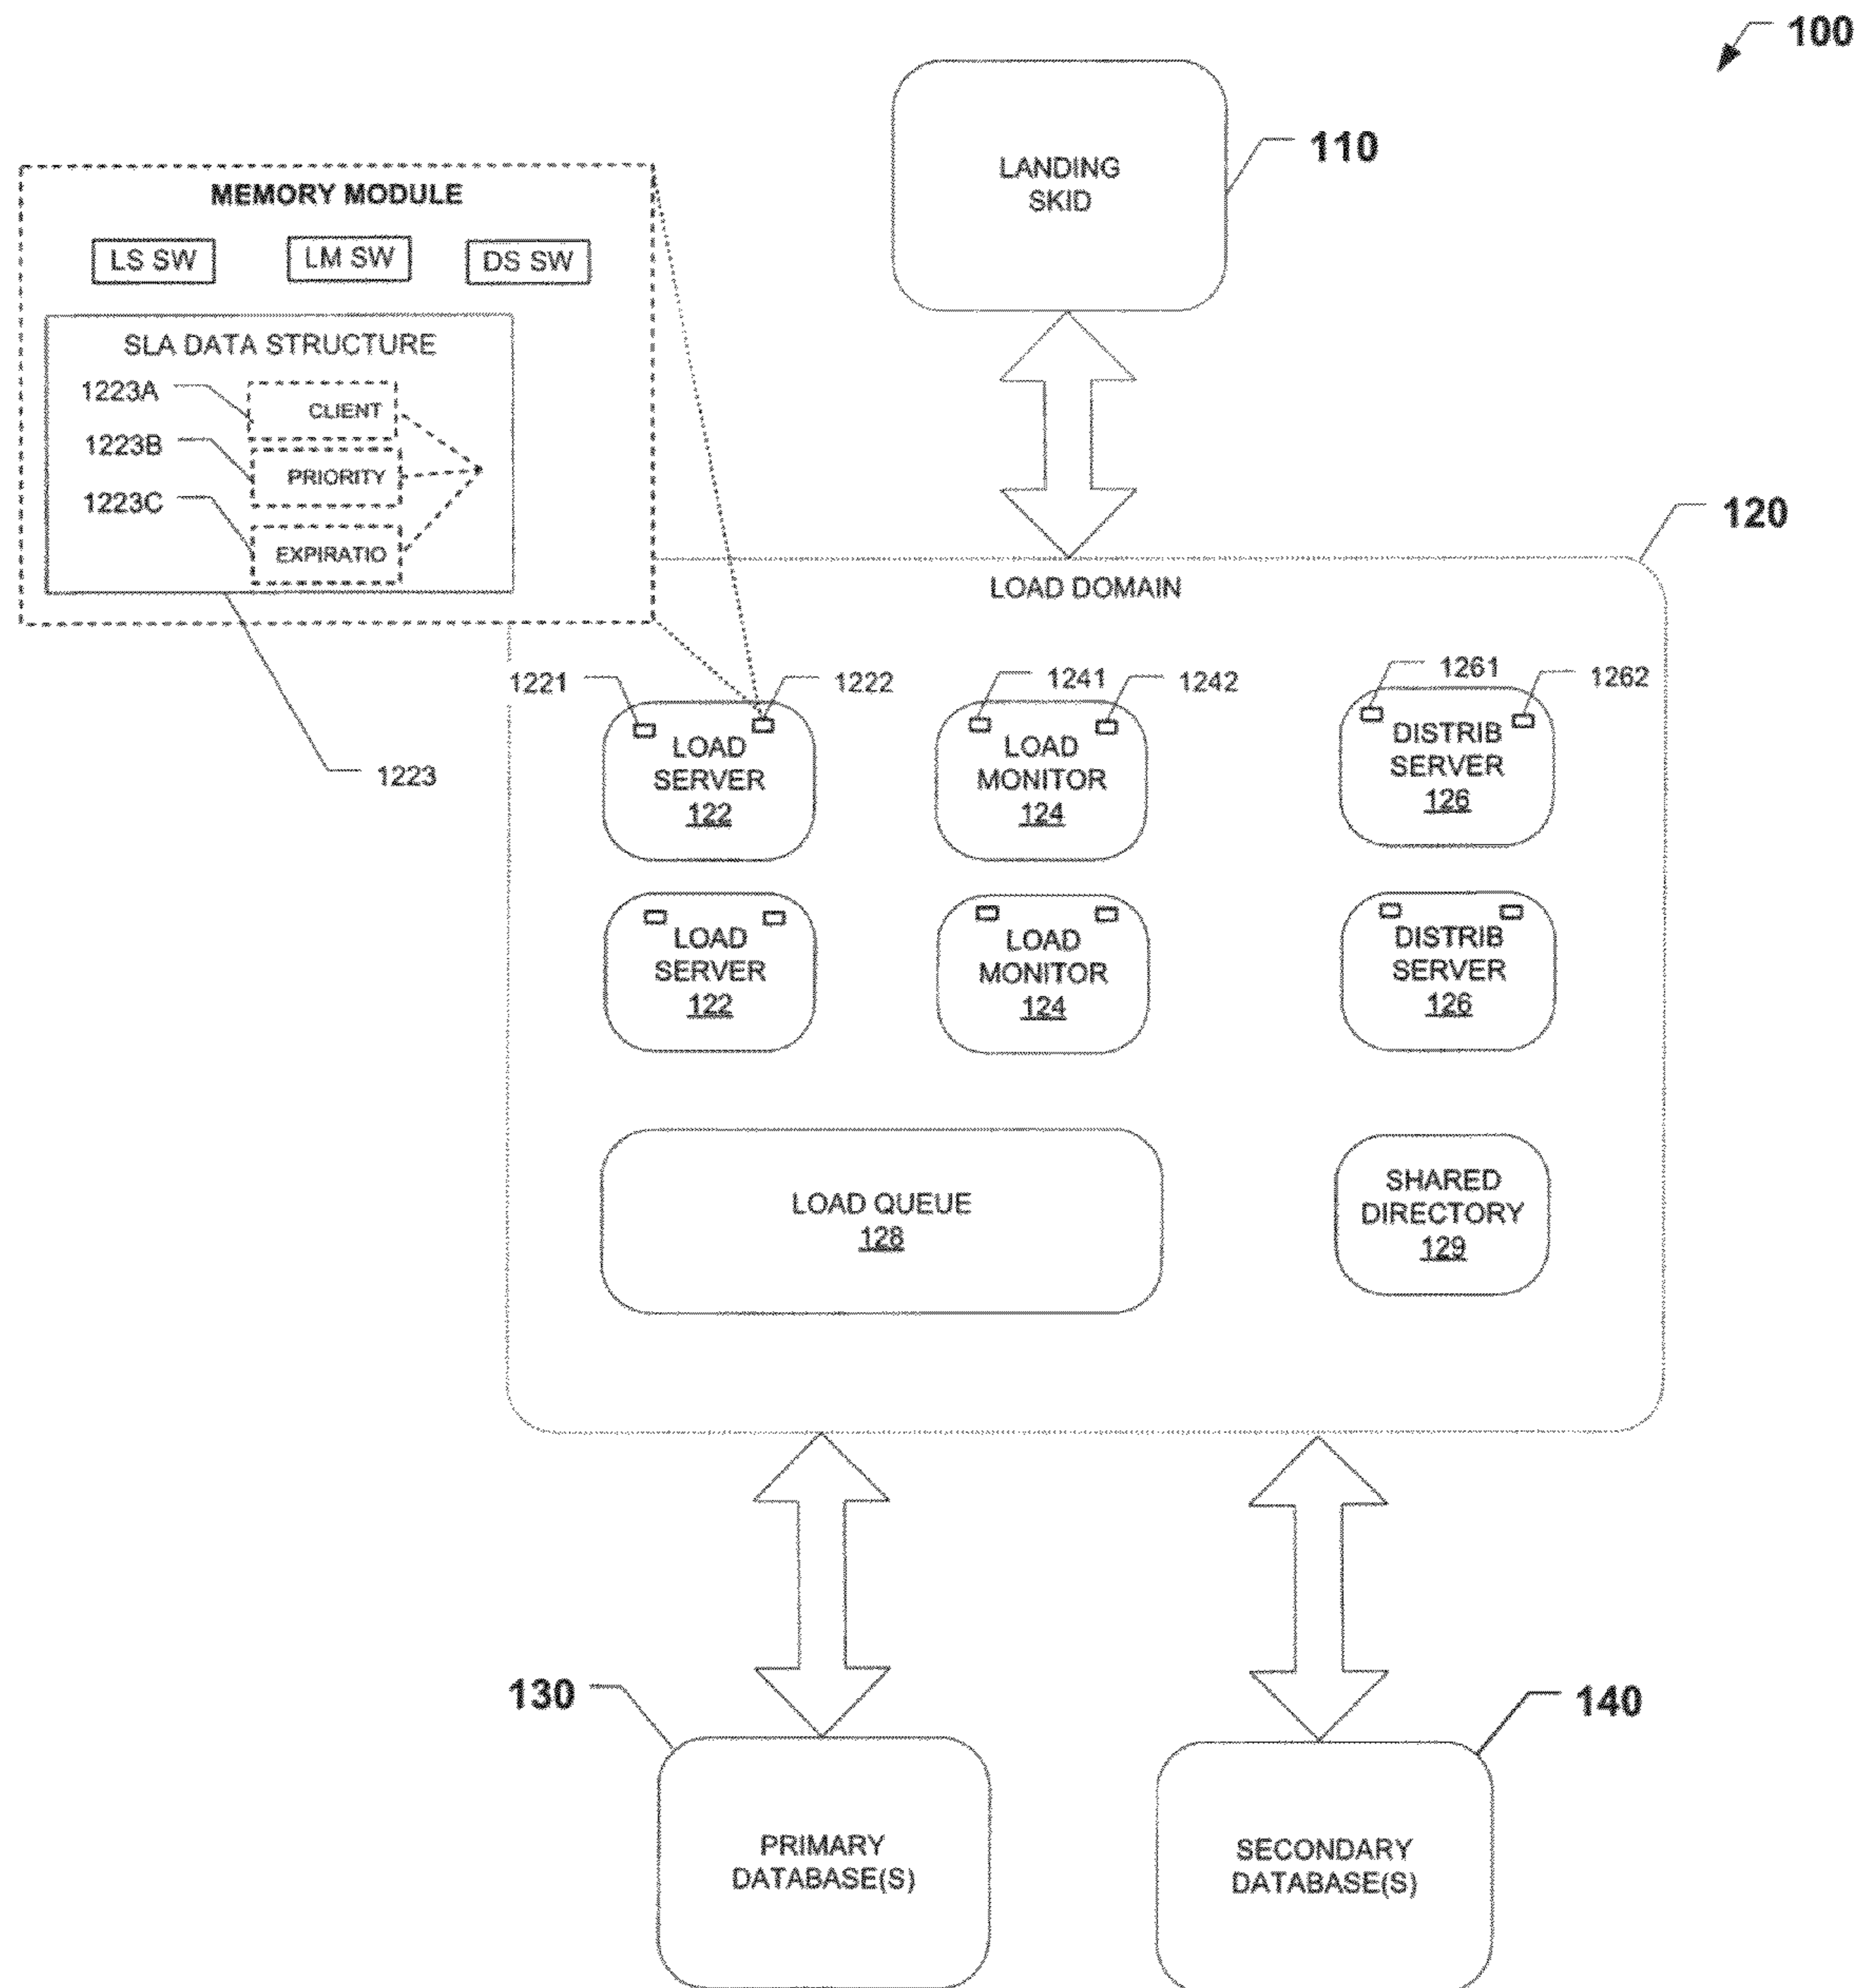 100
LANDING
SKID
110
MEMORY MODULE
LS SW
LM SW
DS SW
SLA DATA STRUCTURE
1223A
CLIENT
1223B
PRIORITY
1223C
EXPIRATIO
1223
120
LOAD DOMAIN
1221
1222
1241
1242
1261
1262
LOAD
SERVER
122
LOAD
MONITOR
124
DISTRIB
SERVER
126
LOAD
SERVER
122
LOAD
MONITOR
124
DISTRIB
SERVER
126
LOAD QUEUE
128
SHARED
DIRECTORY
129
130
PRIMARY
DATABASE(S)
140
SECONDARY
DATABASE(S)